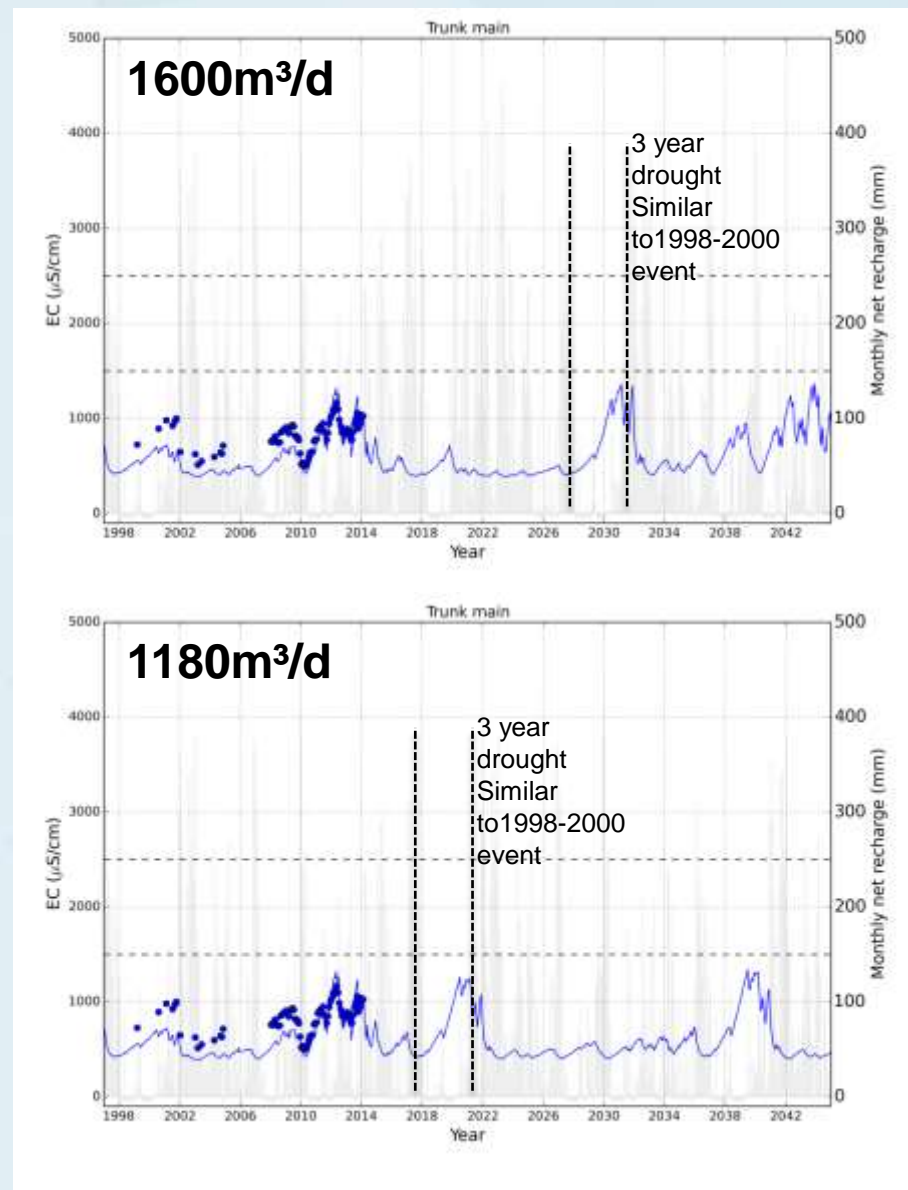 Trunk main
1600m³/d
5000
4000
3000
2000
1000
0
EC (μS/cm)
500
400
300
200
100
0
Monthly net recharge (mm)
3 year
drought
Similar
to1998-2000
event
1998 2002 2006 2010 2014 2018 2022 2026 2030 2034 2038 2042
Year
Trunk main
1180m³/d
5000
4000
3000
2000
1000
0
EC (μS/cm)
500
400
300
200
100
0
Monthly net recharge (mm)
3 year
drought
Similar
to1998-2000
event
1998 2002 2006 2010 2014 2018 2022 2026 2030 2034 2038 2042
Year